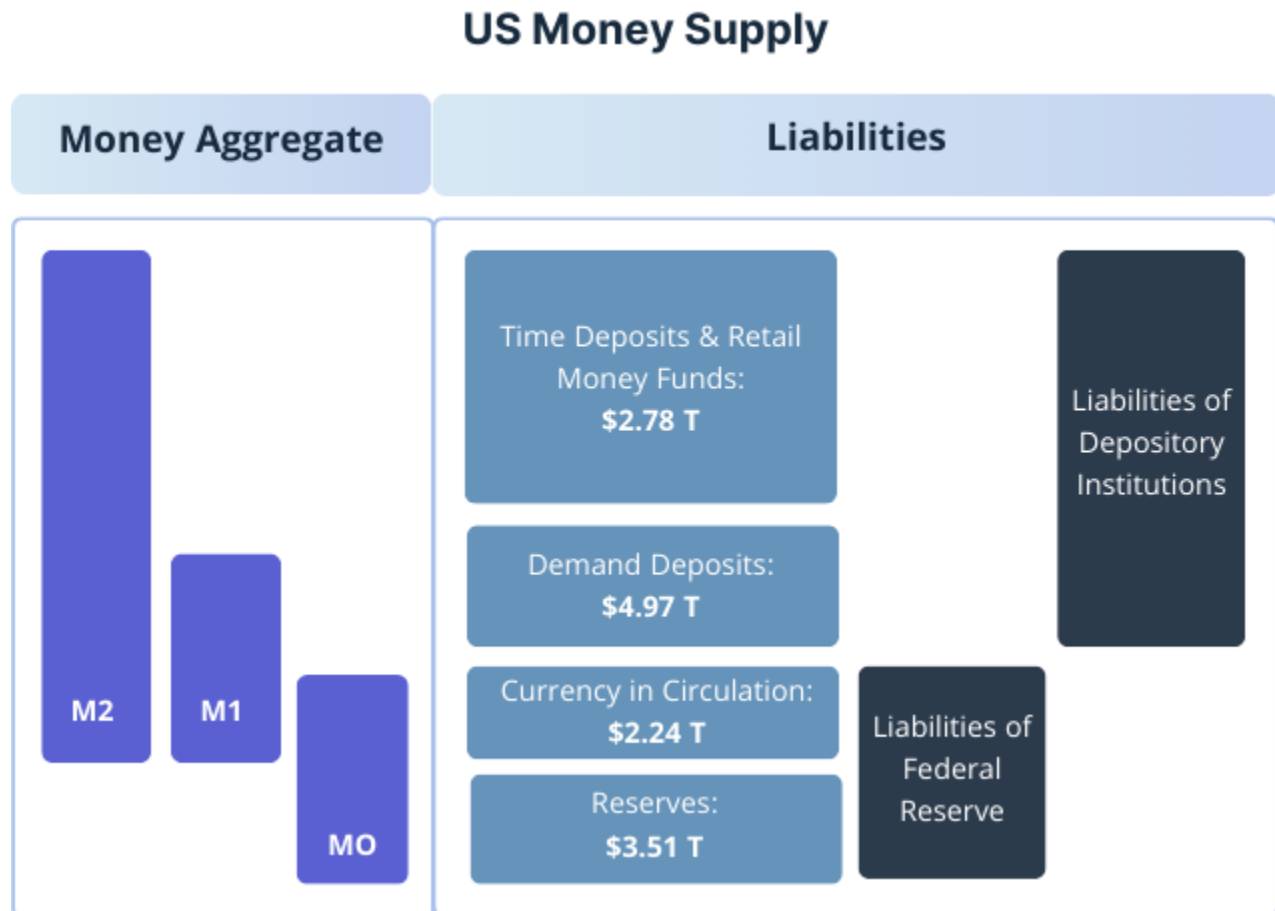 US Money Supply
Money Aggregate
Liabilities
M2
M1
MO
Time Deposits & Retail
Money Funds:
$2.78 T
Demand Deposits:
$4.97 T
Currency in Circulation:
$2.24 T
Reserves:
$3.51 T
Liabilities of
Federal
Reserve
Liabilities of
Depository
Institutions